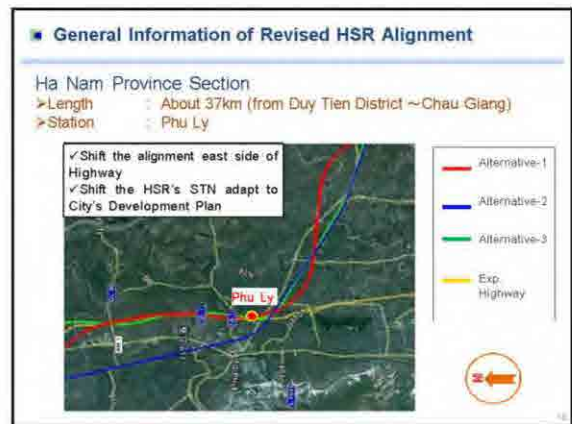 General Information of Revised HSR Alignment
Ha Nam Province Section
➢Length : About 37km (from Duy Tien District ～Chau Giang)
➢Station : Phu Ly
✓Shift the alignment east side of
Highway
✓Shift the HSR's STN adapt to
City's Development Plan
Phu Ly
Alternative-1
Alternative-2
Alternative-3
Exp.
Highway
N